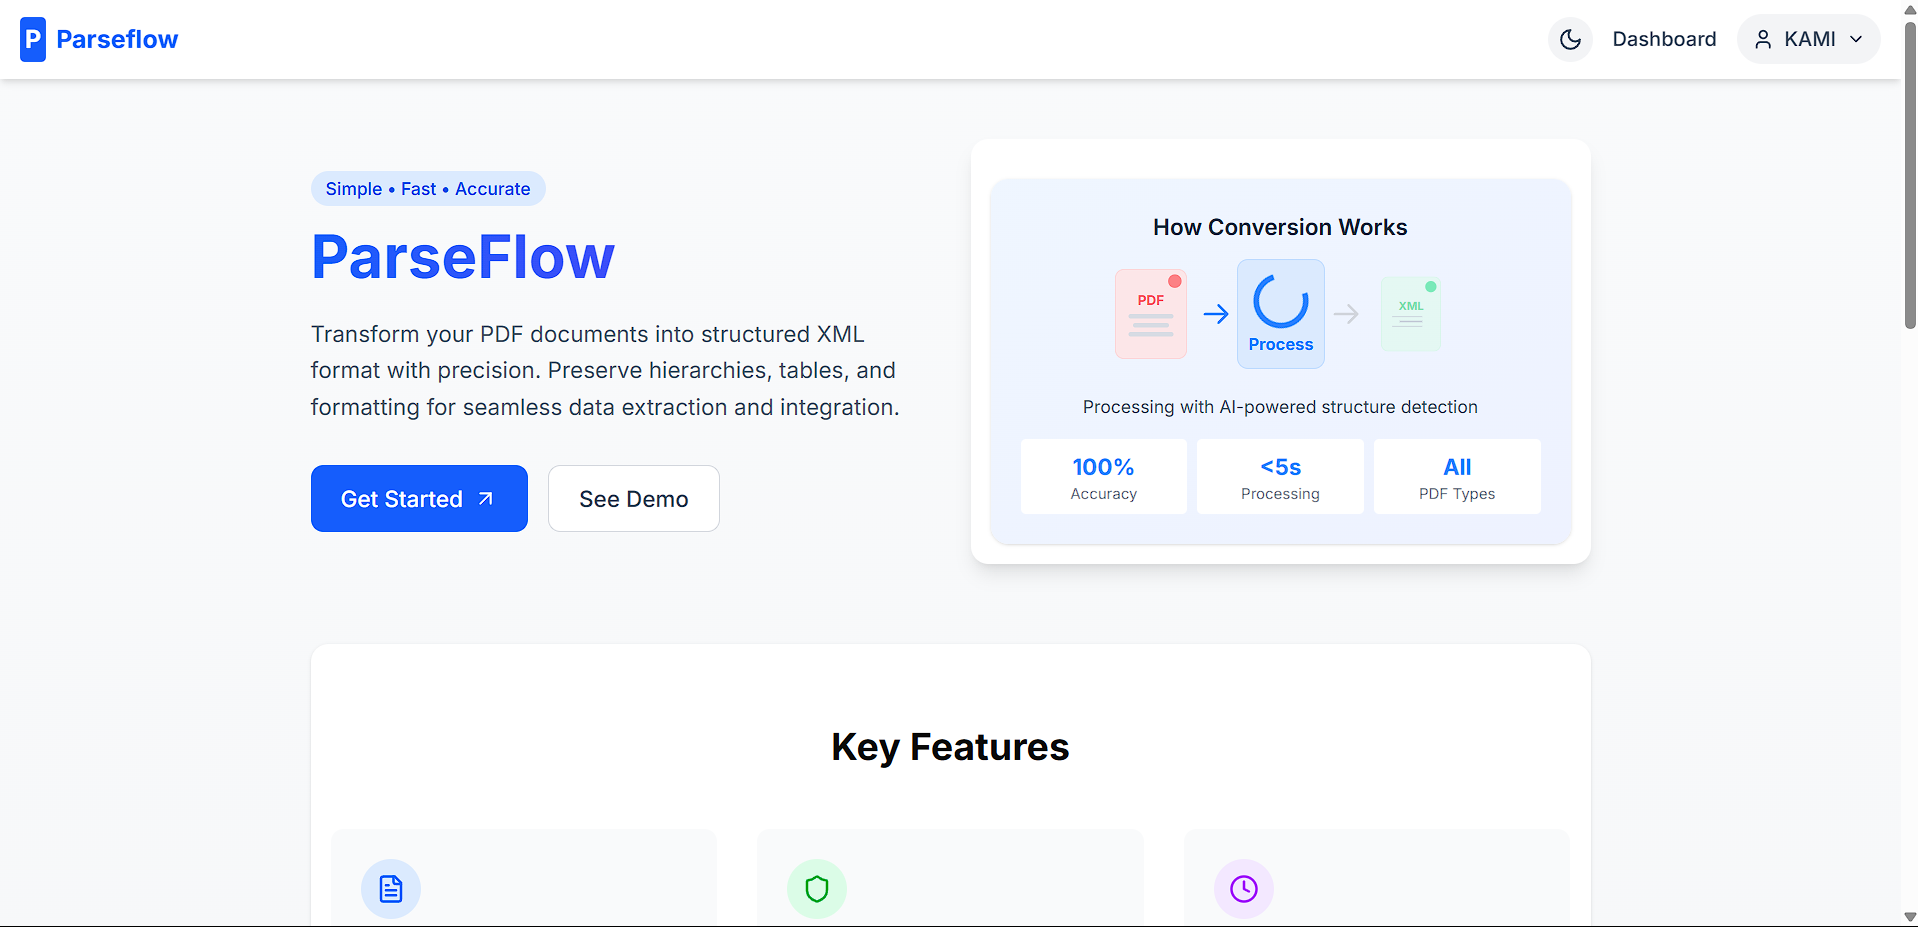 P Parseflow
Dashboard
KAMI
Simple • Fast • Accurate
ParseFlow
Transform your PDF documents into structured XML
format with precision. Preserve hierarchies, tables, and
formatting for seamless data extraction and integration.
Get Started
See Demo
How Conversion Works
PDF
Process
XML
Processing with AI-powered structure detection
100%
Accuracy
<5s
Processing
All
PDF Types
Key Features